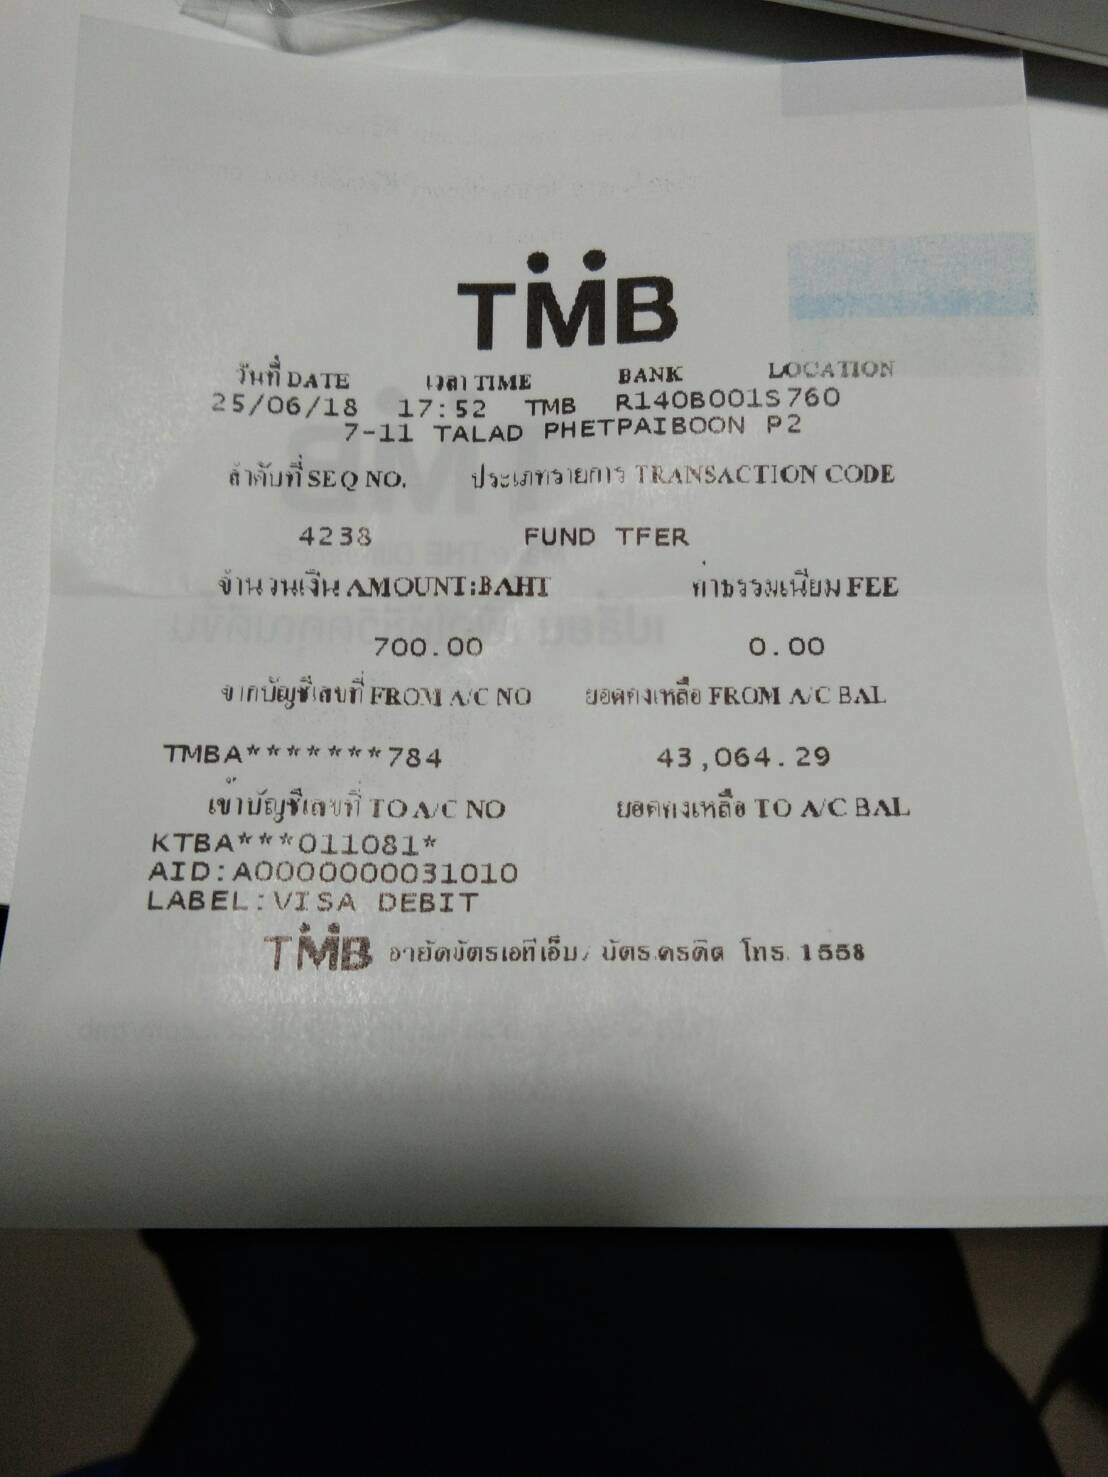 TMB
วันที่ DATE เวลา TIME BANK LOCATION
25/06/18 17:52 TMB R140B001S760
7-11 TALAD PHETPAIBOON P2
ลำดับที่ SEQ NO. ประเภทรายการ TRANSACTION CODE
4238 FUND TFER
จำนวนเงิน AMOUNT:BAHT ค่าธรรมเนียม FEE
700.00 0.00
จากบัญชีเลขที่ FROM A/C NO ยอดคงเหลือ FROM A/C BAL
TMBA*******784 43,064.29
เข้าบัญชีเลขที่ TO A/C NO ยอดคงเหลือ TO A/C BAL
KTBA***011081*
AID:A0000000031010
LABEL:VISA DEBIT
TMB อายัดบัตรเอทีเอ็ม/บัตรเครดิต โทร. 1558